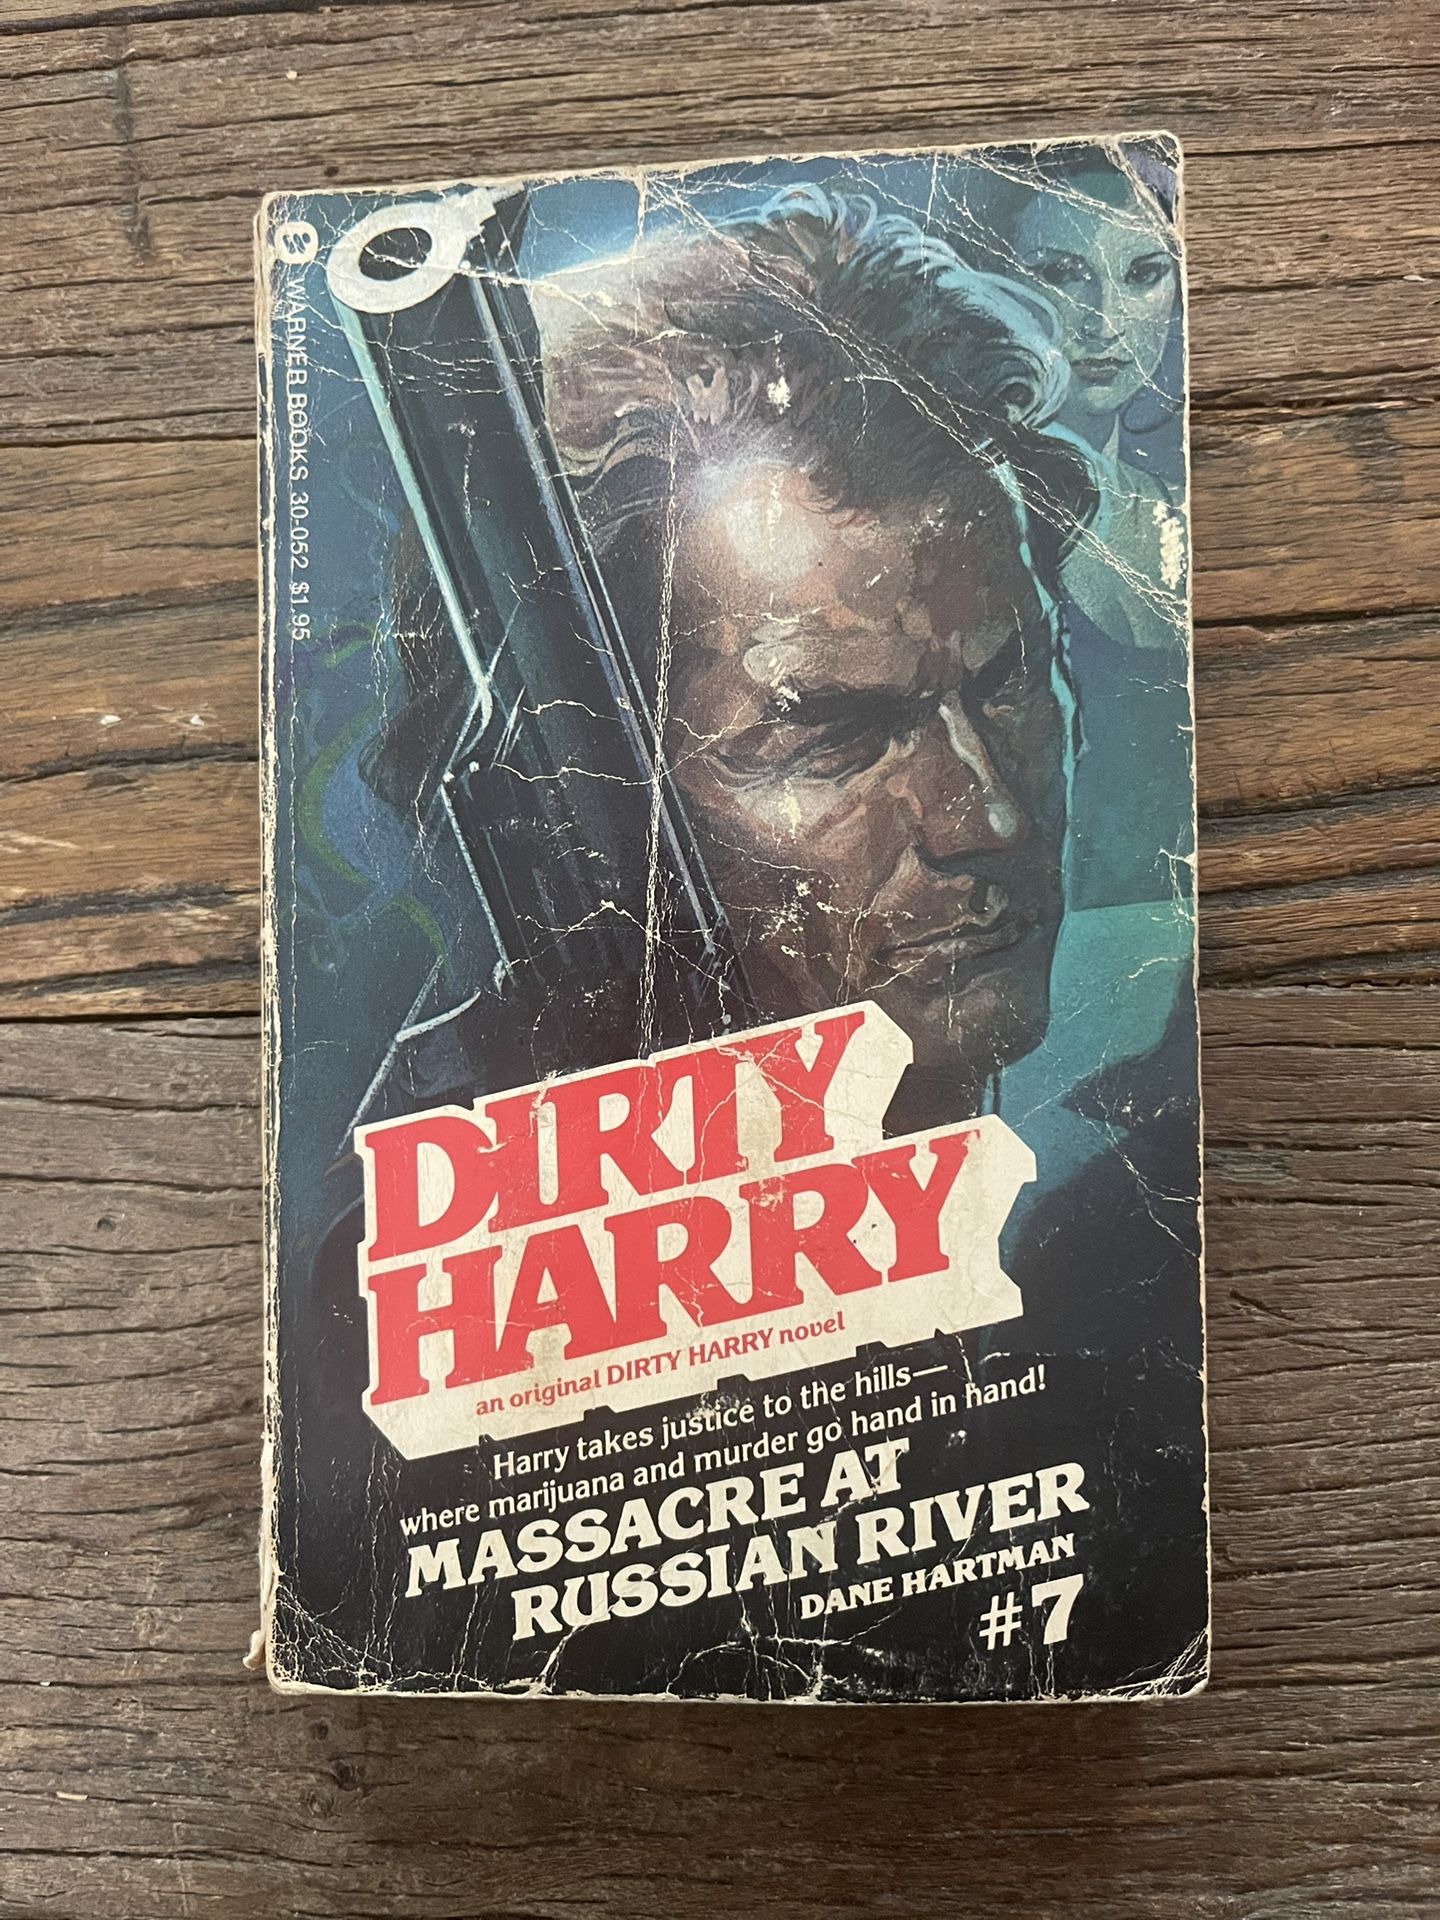 WARNER BOOKS 30-052 $1.95
DIRTY
HARRY
an original DIRTY HARRY novel
Harry takes justice to the hills—
where marijuana and murder go hand in hand!
MASSACRE AT
RUSSIAN RIVER
DANE HARTMAN
#7